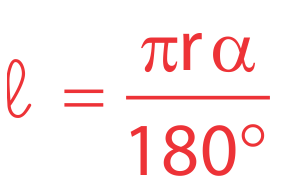 ℓ = πrα / 180°